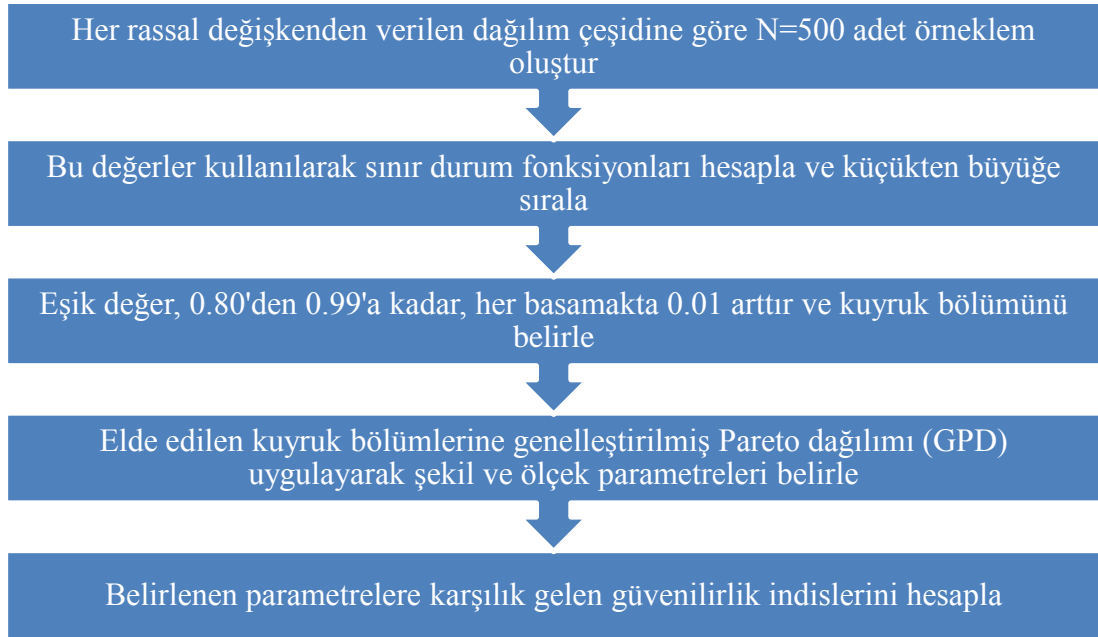 Her rassal değişkenden verilen dağılım çeşidine göre N=500 adet örneklem
oluştur
Bu değerler kullanılarak sınır durum fonksiyonları hesapla ve küçükten büyüğe
sırala
Eşik değer, 0.80'den 0.99'a kadar, her basamakta 0.01 arttır ve kuyruk bölümünü
belirle
Elde edilen kuyruk bölümlerine genelleştirilmiş Pareto dağılımı (GPD)
uygulayarak şekil ve ölçek parametreleri belirle
Belirlenen parametrelere karşılık gelen güvenilirlik indislerini hesapla